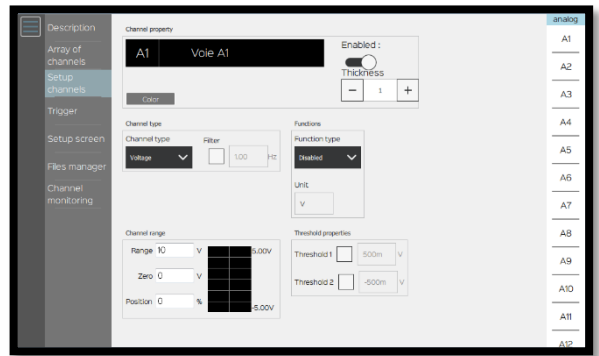 Description
Array of
channels
Setup
channels
Trigger
Setup screen
Files manager
Channel
monitoring
Channel property
A1 Voie A1
Color
Enabled :
Thickness
− 1 +
Channel type
Channel type Filter
Voltage 1.00 Hz
Functions
Function type
Disabled
Unit
V
Channel range
Range 10 V 5.00V
Zero 0 V
Position 0 % -5.00V
Threshold properties
Threshold 1 500m V
Threshold 2 -500m V
analog
A1
A2
A3
A4
A5
A6
A7
A8
A9
A10
A11
A12